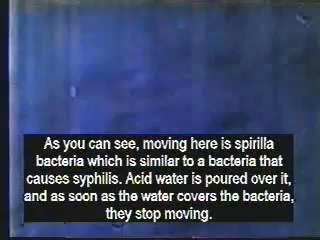 As you can see, moving here is spirilla
bacteria which is similar to a bacteria that
causes syphilis. Acid water is poured over it,
and as soon as the water covers the bacteria,
they stop moving.